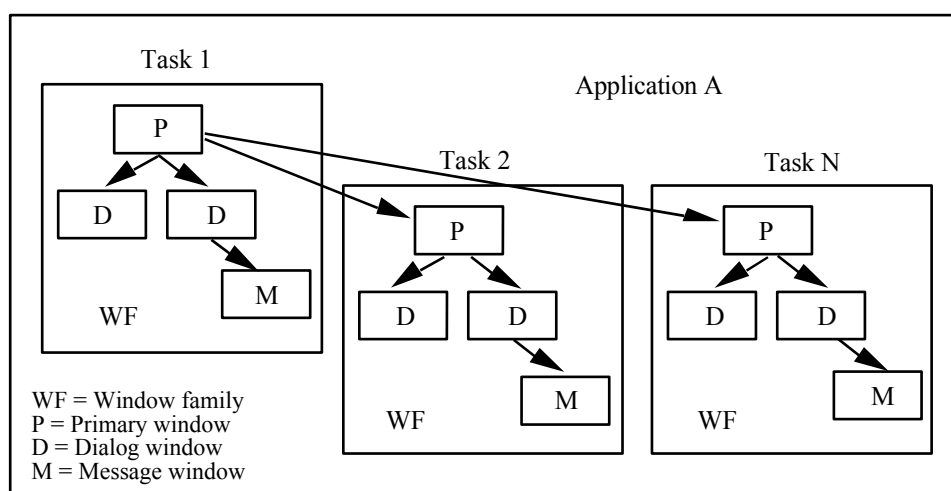 Task 1
Application A
P
Task 2
Task N
D
D
P
P
M
WF
D
D
D
D
M
M
WF
WF
WF = Window family
P = Primary window
D = Dialog window
M = Message window